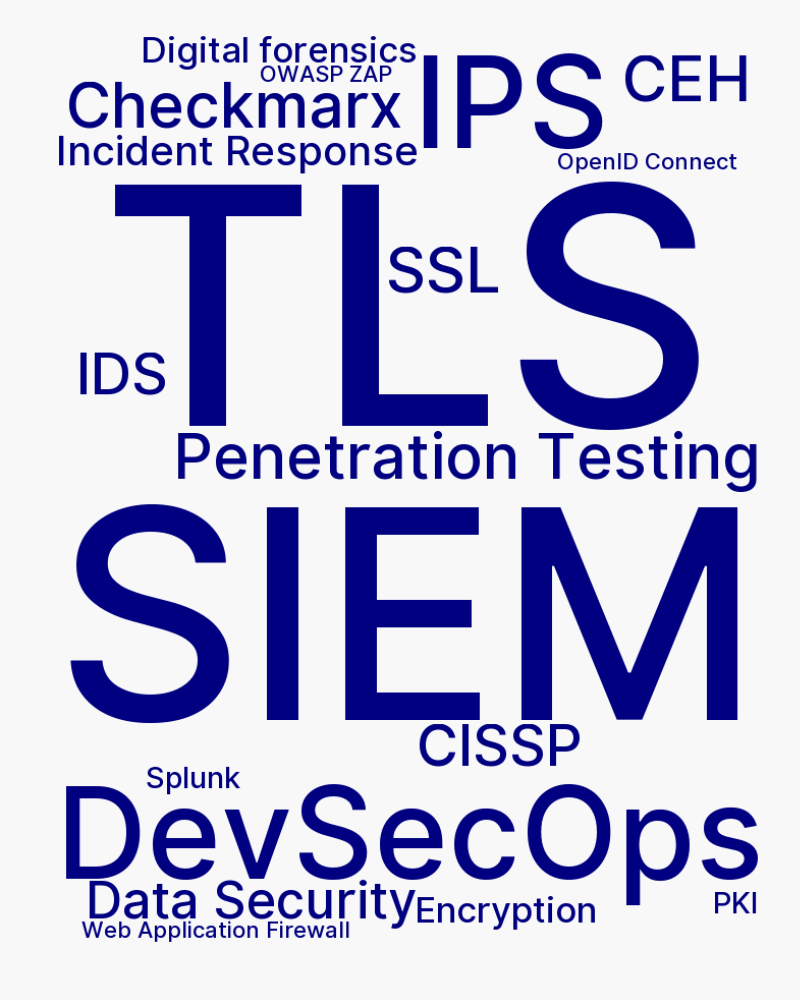 Digital forensics
OWASP ZAP
IPS
CEH
Checkmarx
Incident Response
OpenID Connect
TLS
SSL
IDS
Penetration Testing
SIEM
CISSP
Splunk
DevSecOps
Data Security
Encryption
PKI
Web Application Firewall